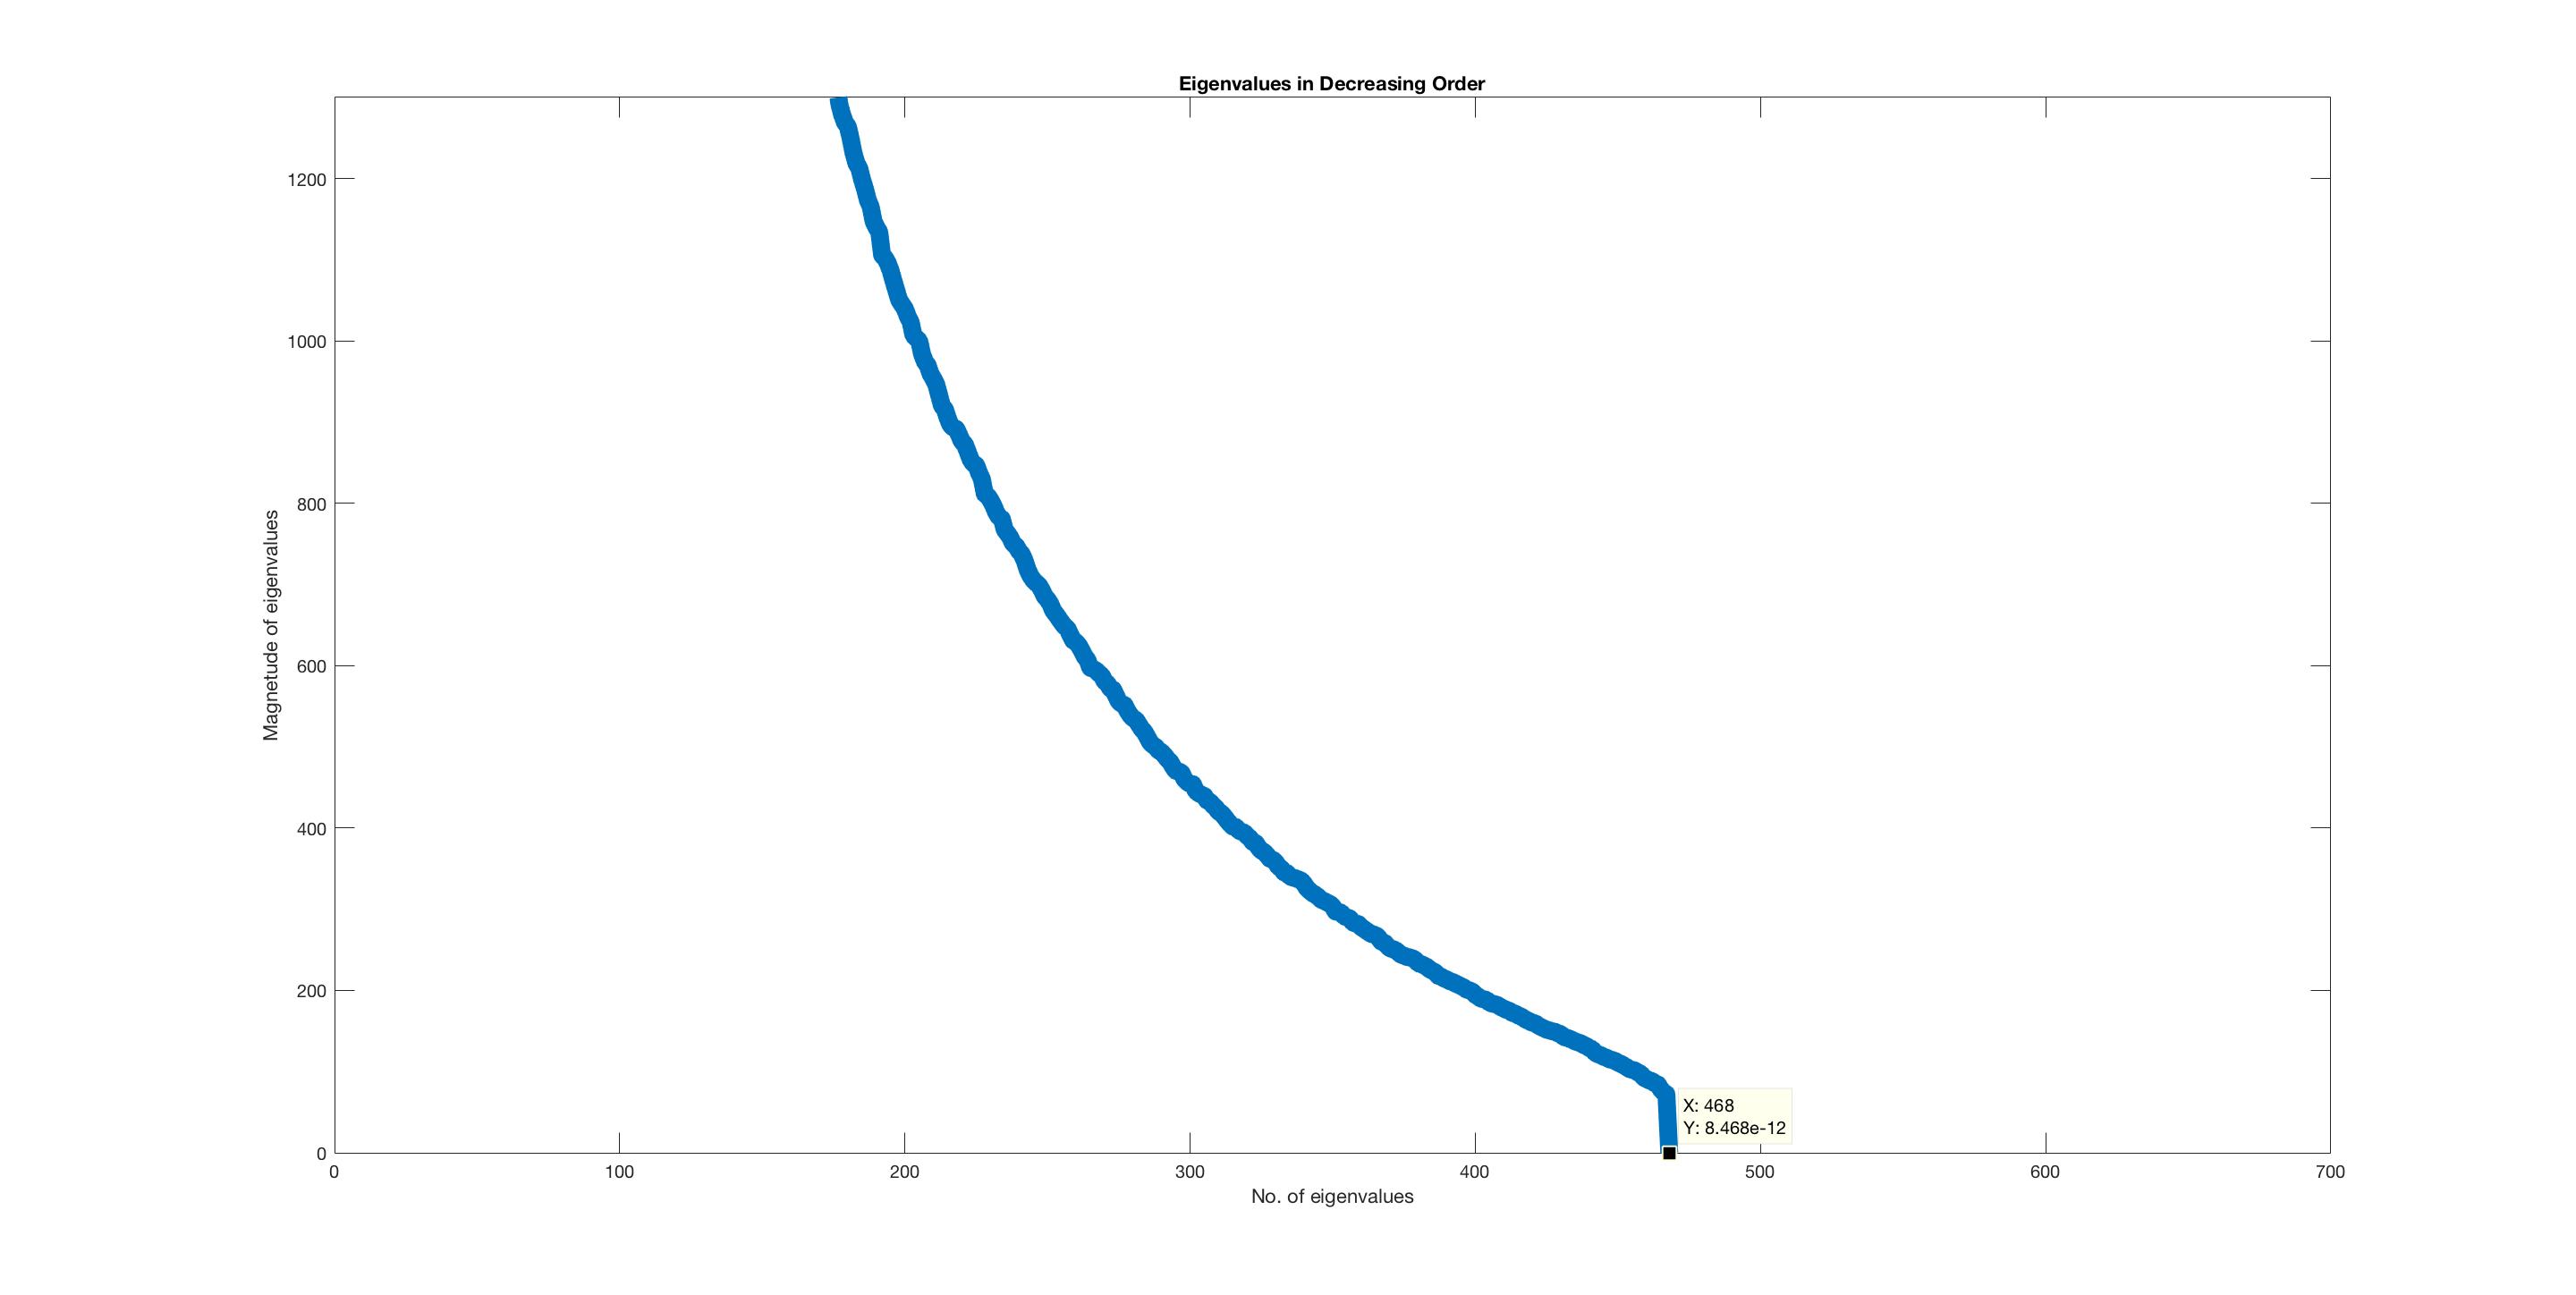 Eigenvalues in Decreasing Order
1200
1000
800
600
400
200
0
Magnetude of eigenvalues
X: 468
Y: 8.468e-12
0 100 200 300 400 500 600 700
No. of eigenvalues